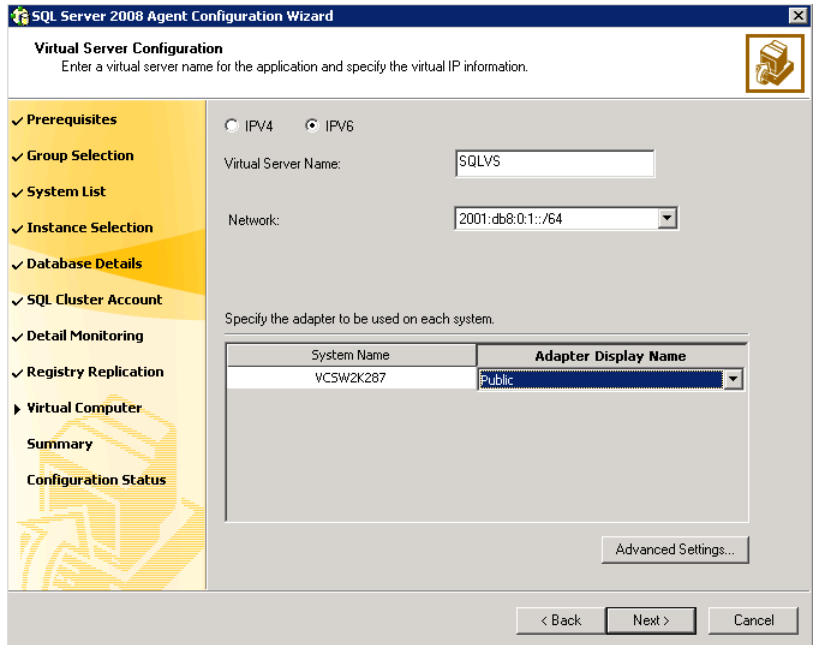 SQL Server 2008 Agent Configuration Wizard
Virtual Server Configuration
Enter a virtual server name for the application and specify the virtual IP information.
Prerequisites
Group Selection
System List
Instance Selection
Database Details
SQL Cluster Account
Detail Monitoring
Registry Replication
Virtual Computer
Summary
Configuration Status
IPV4 IPV6
Virtual Server Name: SQLVS
Network: 2001:db8:0:1::/64
Specify the adapter to be used on each system.
System Name Adapter Display Name
VCSW2K287 Public
Advanced Settings...
< Back Next > Cancel